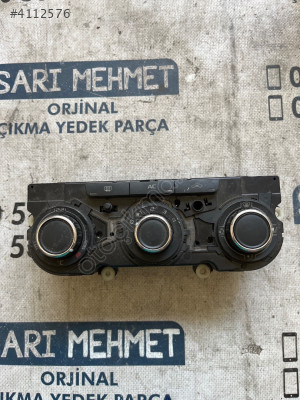 #4112576
SARI MEHMET
ORJİNAL
ÇIKMA YEDEK PARÇA
AC
SARI MEHMET
ORJİNAL
ÇIKMA YEDEK PARÇA